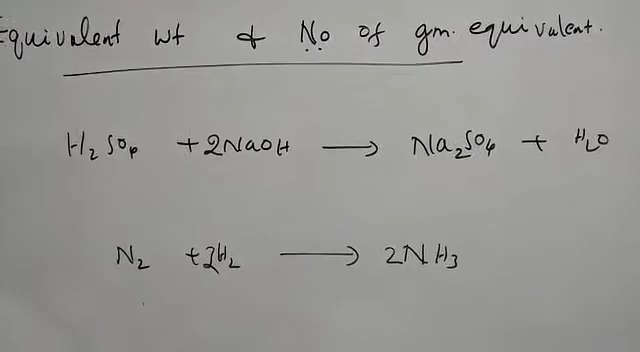 Equivalent wt & No of gm. equivalent.
H₂SO₄ + 2NaOH ⟶ Na₂SO₄ + H₂O
N₂ + 3H₂ ⟶ 2NH₃